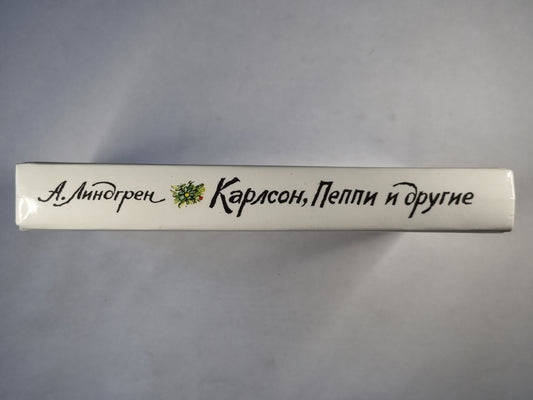 А. Линдгрен Карлсон, Пеппи и другие